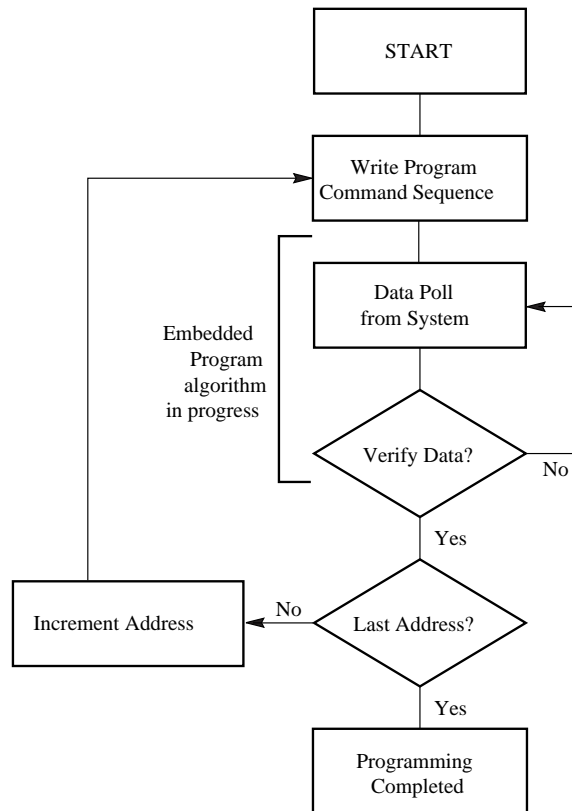 START
Write Program
Command Sequence
Data Poll
from System
Embedded
Program
algorithm
in progress
Verify Data?
No
Yes
Increment Address
No
Last Address?
Yes
Programming
Completed